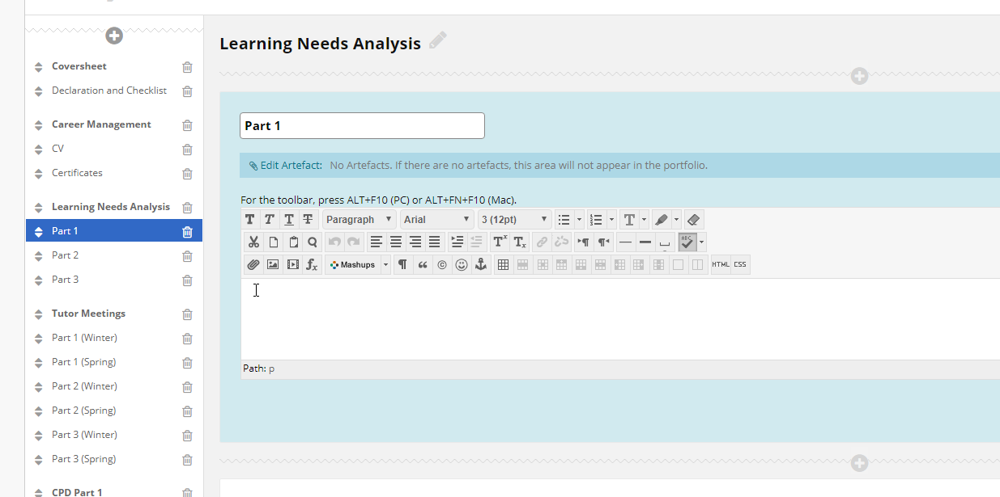 Coversheet
Declaration and Checklist
Career Management
CV
Certificates
Learning Needs Analysis
Part 1
Part 2
Part 3
Tutor Meetings
Part 1 (Winter)
Part 1 (Spring)
Part 2 (Winter)
Part 2 (Spring)
Part 3 (Winter)
Part 3 (Spring)
CPD Part 1
Learning Needs Analysis
Part 1
Edit Artefact: No Artefacts. If there are no artefacts, this area will not appear in the portfolio.
For the toolbar, press ALT+F10 (PC) or ALT+FN+F10 (Mac).
T T T T Paragraph Arial 3 (12pt) T
Tx Tx ABC
fx Mashups HTML CSS
Path: p